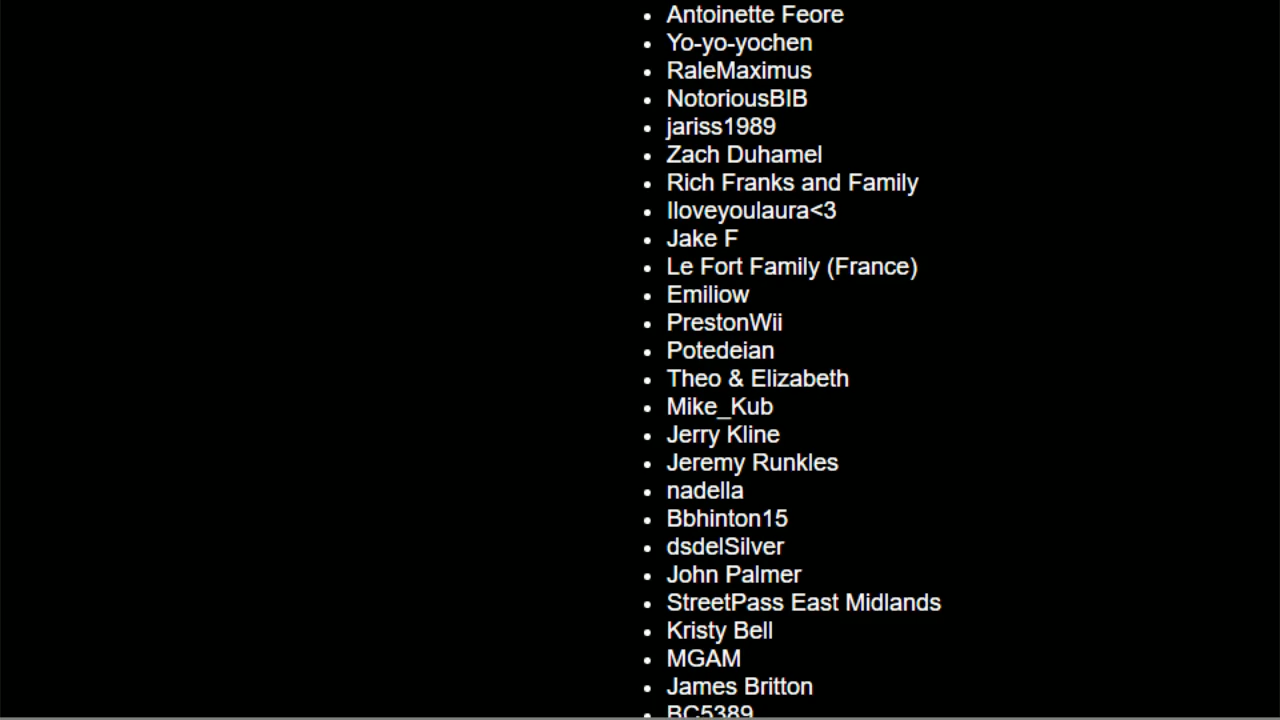 Antoinette Feore
Yo-yo-yochen
RaleMaximus
NotoriousBIB
jariss1989
Zach Duhamel
Rich Franks and Family
Iloveyoulaura<3
Jake F
Le Fort Family (France)
Emiliow
PrestonWii
Potedeian
Theo & Elizabeth
Mike_Kub
Jerry Kline
Jeremy Runkles
nadella
Bbhinton15
dsdelSilver
John Palmer
StreetPass East Midlands
Kristy Bell
MGAM
James Britton
BC5389